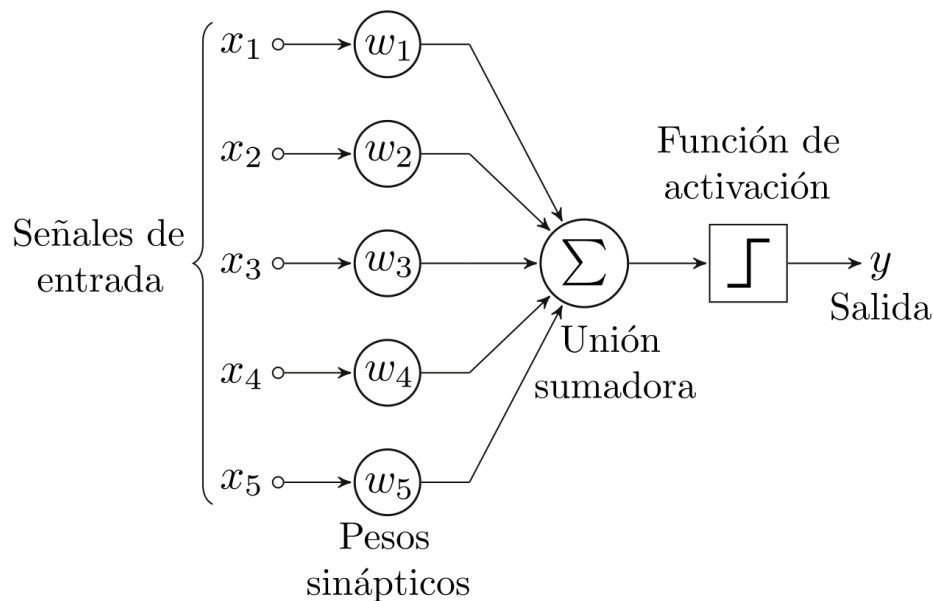 x₁ w₁
x₂ w₂
Función de
activación
Señales de
entrada
x₃ w₃ Σ y
Salida
Unión
sumadora
x₄ w₄
x₅ w₅
Pesos
sinápticos